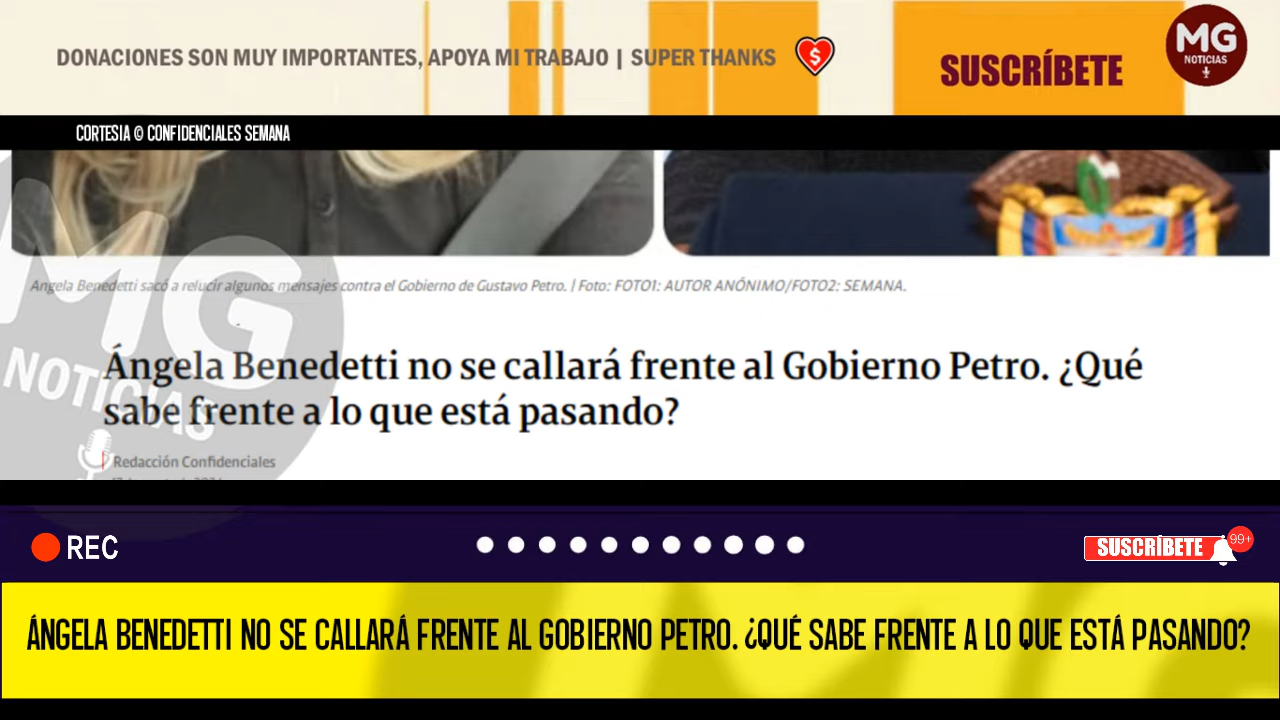 DONACIONES SON MUY IMPORTANTES, APOYA MI TRABAJO | SUPER THANKS
$
SUSCRÍBETE
MG
NOTICIAS
CORTESIA © CONFIDENCIALES SEMANA
Angela Benedetti sacó a relucir algunos mensajes contra el Gobierno de Gustavo Petro. | Foto: FOTO1: AUTOR ANÓNIMO/FOTO2: SEMANA.
MG
NOTICIAS
Ángela Benedetti no se callará frente al Gobierno Petro. ¿Qué
sabe frente a lo que está pasando?
Redacción Confidenciales
REC
SUSCRÍBETE
99+
ÁNGELA BENEDETTI NO SE CALLARÁ FRENTE AL GOBIERNO PETRO. ¿QUÉ SABE FRENTE A LO QUE ESTÁ PASANDO?